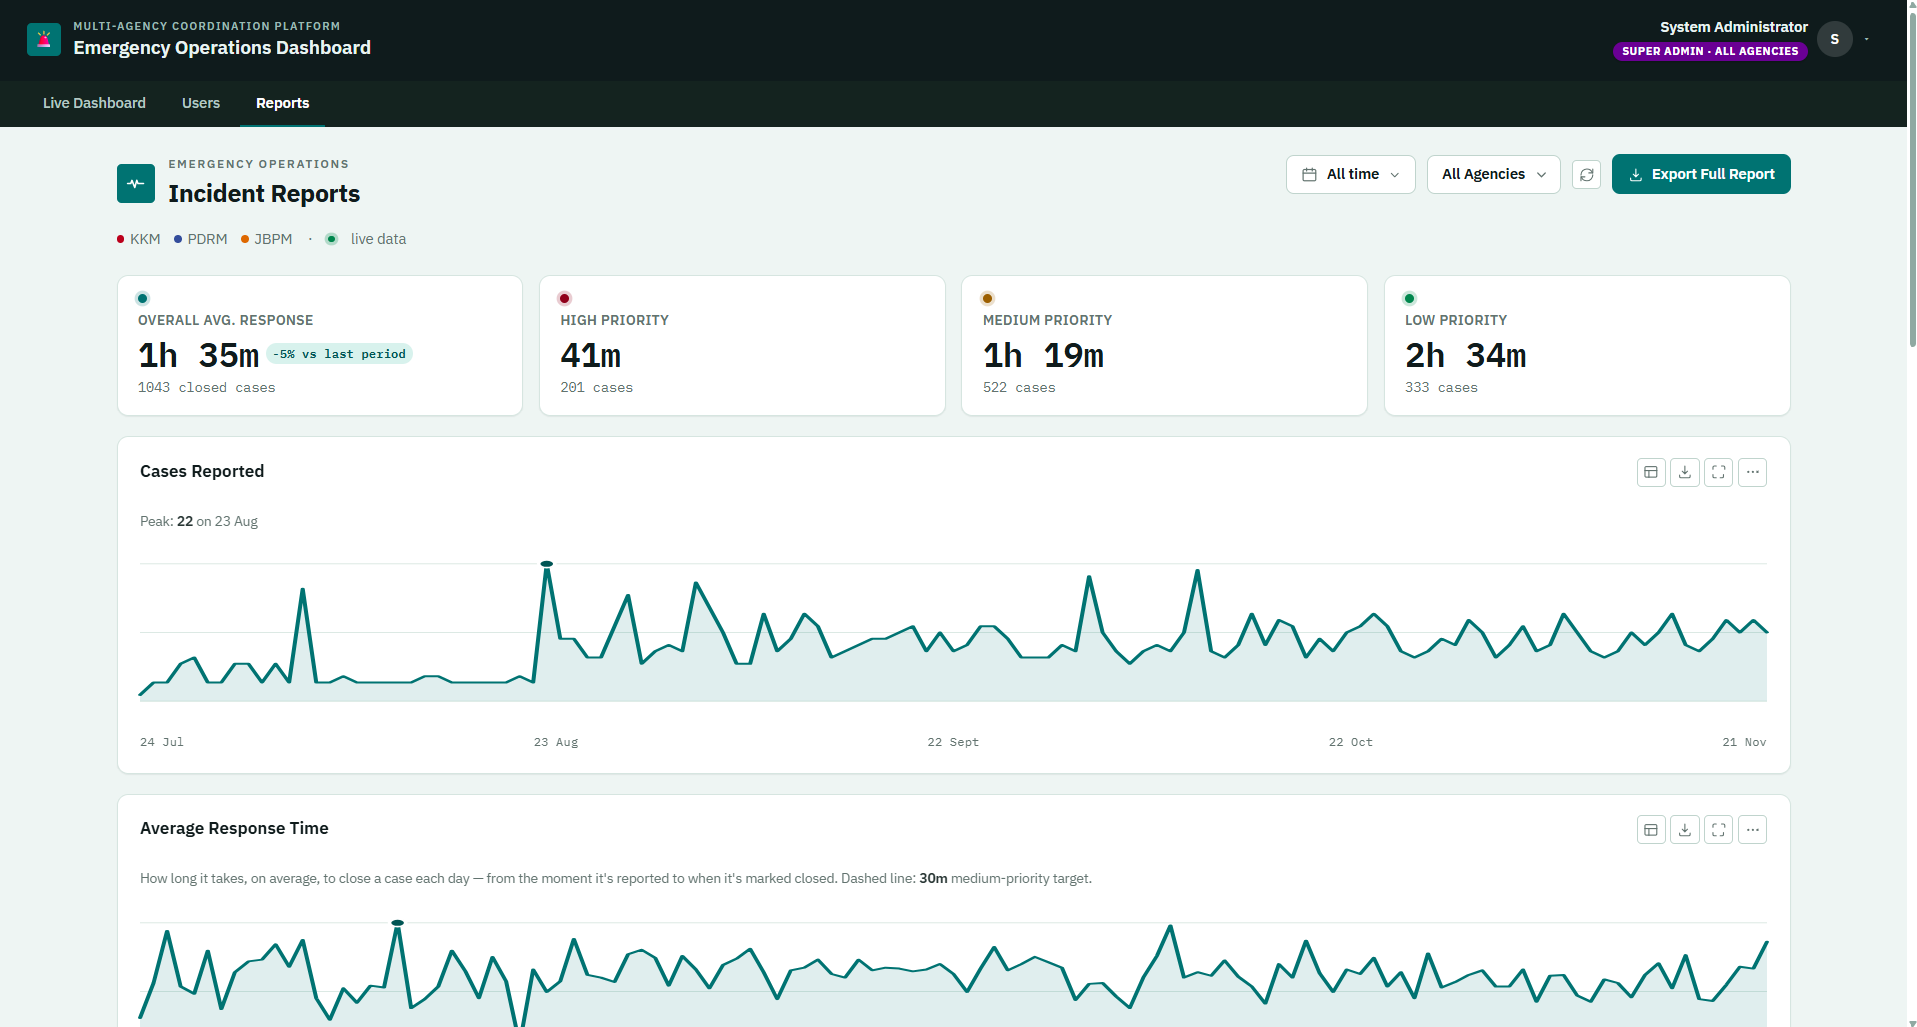 MULTI-AGENCY COORDINATION PLATFORM
Emergency Operations Dashboard
System Administrator
SUPER ADMIN · ALL AGENCIES
S
Live Dashboard
Users
Reports
EMERGENCY OPERATIONS
Incident Reports
All time
All Agencies
Export Full Report
KKM
PDRM
JBPM
· live data
OVERALL AVG. RESPONSE
1h 35m
-5% vs last period
1043 closed cases
HIGH PRIORITY
41m
201 cases
MEDIUM PRIORITY
1h 19m
522 cases
LOW PRIORITY
2h 34m
333 cases
Cases Reported
Peak: 22 on 23 Aug
24 Jul
23 Aug
22 Sept
22 Oct
21 Nov
Average Response Time
How long it takes, on average, to close a case each day — from the moment it's reported to when it's marked closed. Dashed line: 30m medium-priority target.